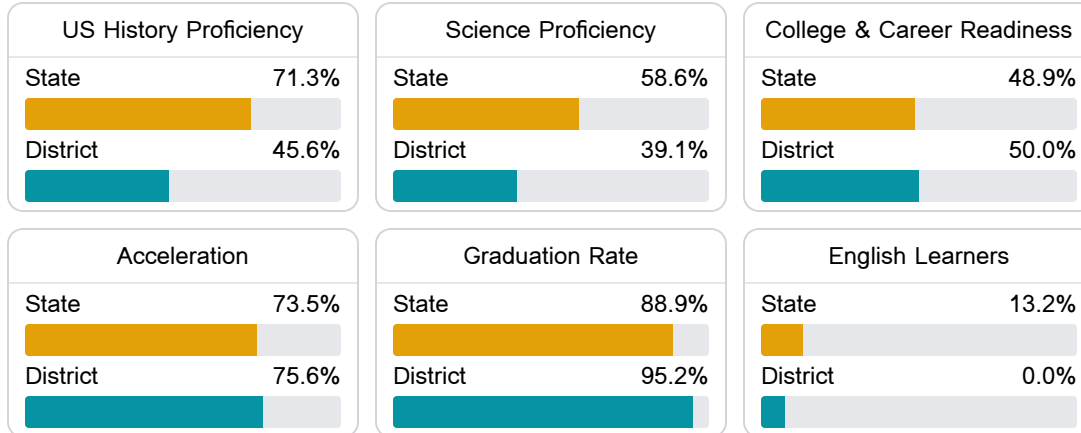 US History Proficiency
State 71.3%
District 45.6%
Science Proficiency
State 58.6%
District 39.1%
College & Career Readiness
State 48.9%
District 50.0%
Acceleration
State 73.5%
District 75.6%
Graduation Rate
State 88.9%
District 95.2%
English Learners
State 13.2%
District 0.0%